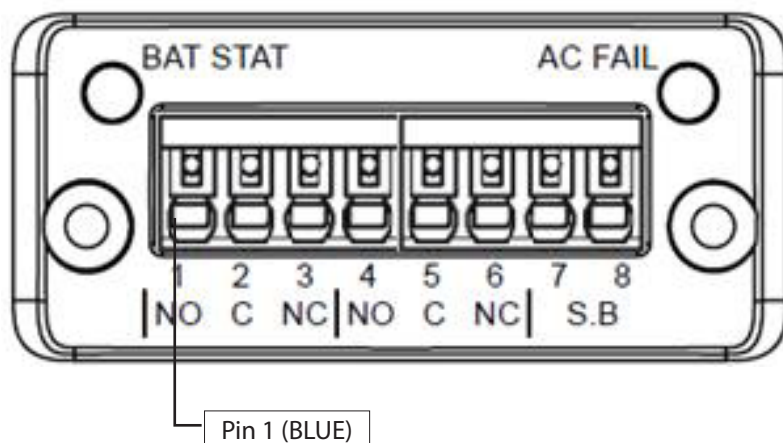 BAT STAT AC FAIL
1 2 3 4 5 6 7 8
NO C NC NO C NC S.B
Pin 1 (BLUE)